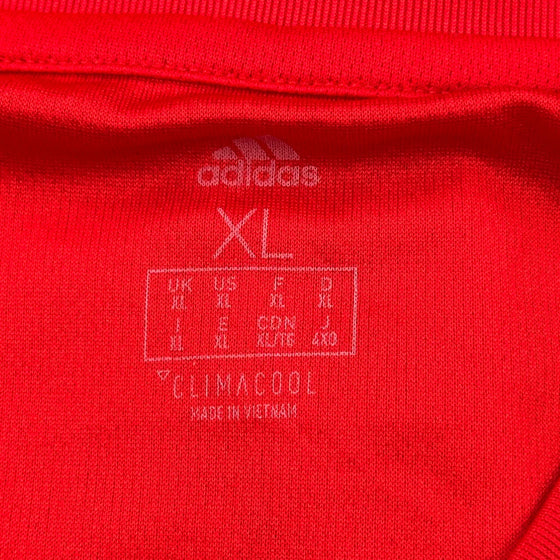 adidas
XL
UK US F D
XL XL XL XL
I E CDN J
XL XL XL/TG 4XO
CLIMACOOL
MADE IN VIETNAM